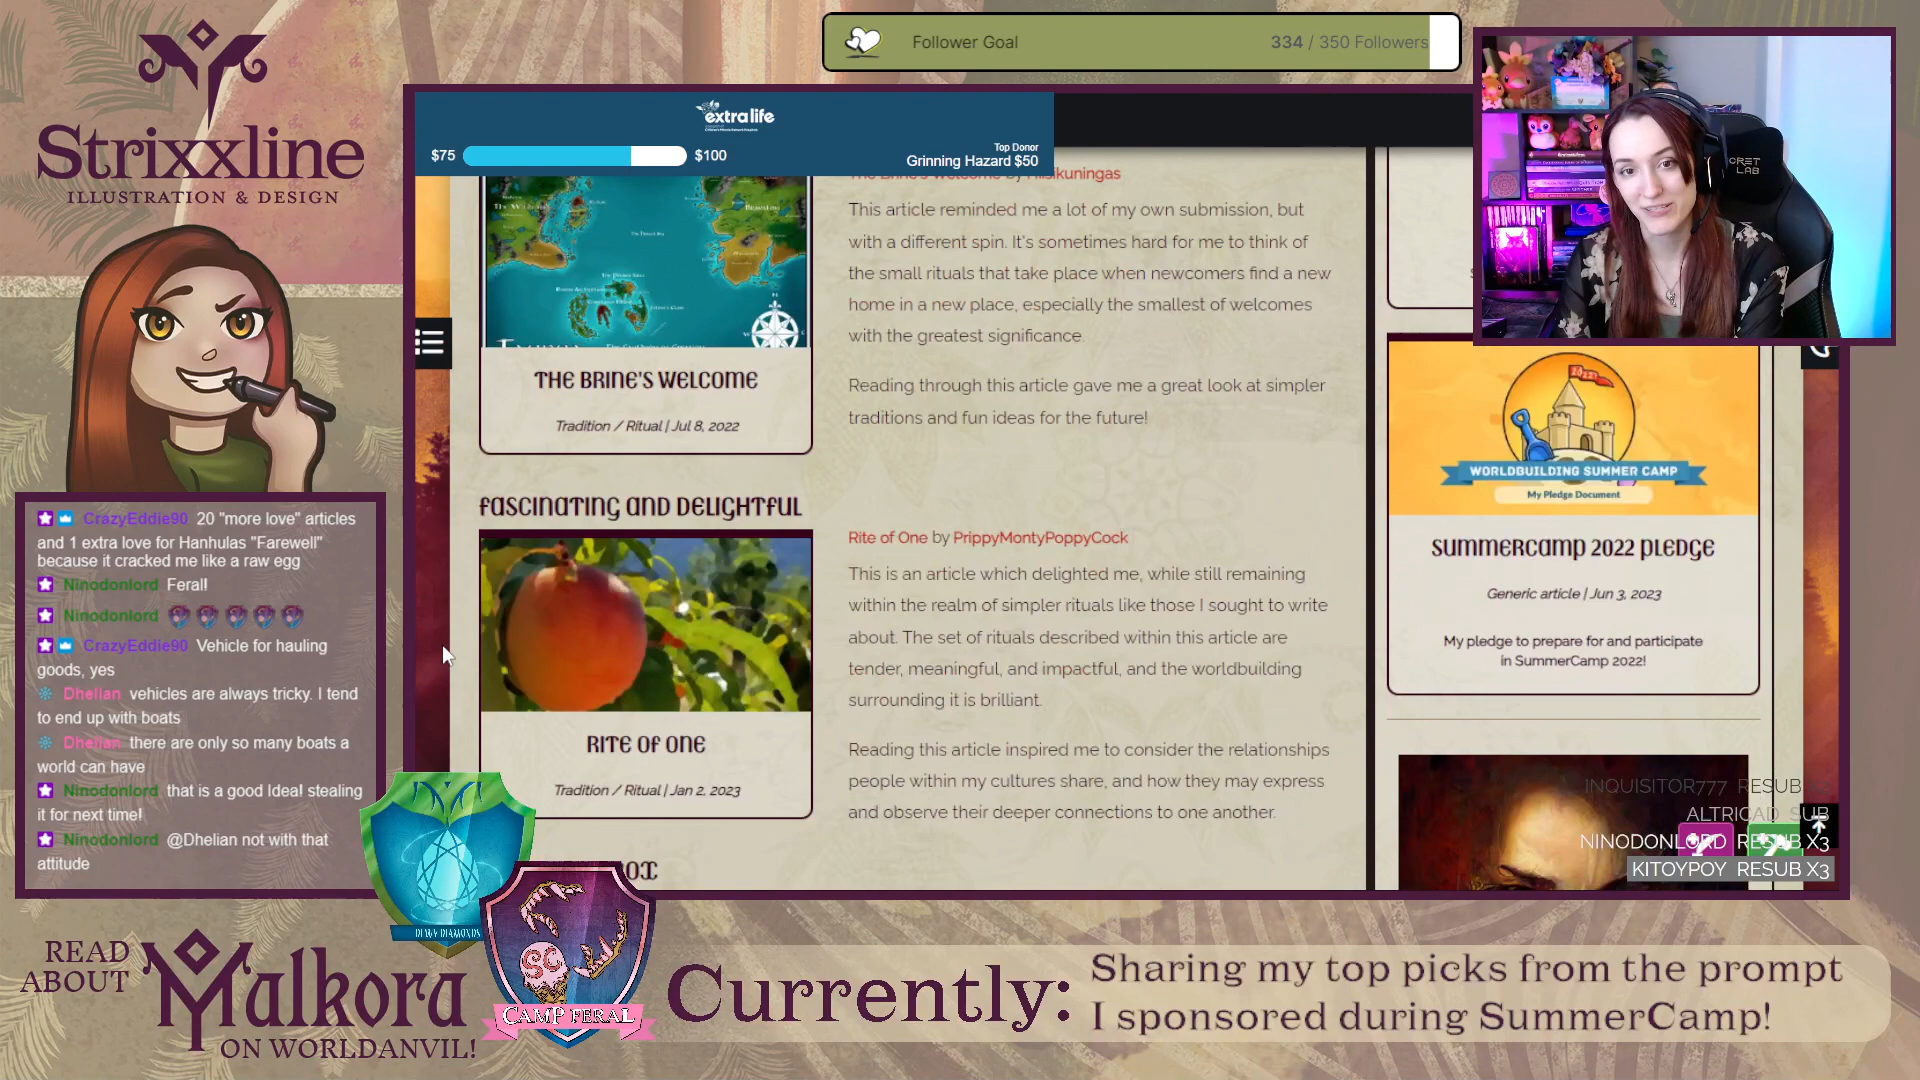 Strixxline
ILLUSTRATION & DESIGN
Follower Goal
334 / 350 Followers
extralife
$75
$100
Top Donor
Grinning Hazard $50
CRET
LAB
THE BRINE'S WELCOME
Tradition / Ritual | Jul 8, 2022
This article reminded me a lot of my own submission, but
with a different spin. It's sometimes hard for me to think of
the small rituals that take place when newcomers find a new
home in a new place, especially the smallest of welcomes
with the greatest significance.
Reading through this article gave me a great look at simpler
traditions and fun ideas for the future!
FASCINATING AND DELIGHTFUL
RITE OF ONE
Tradition / Ritual | Jan 2, 2023
Rite of One by PrippyMontyPoppyCock
This is an article which delighted me, while still remaining
within the realm of simpler rituals like those I sought to write
about. The set of rituals described within this article are
tender, meaningful, and impactful, and the worldbuilding
surrounding it is brilliant.
Reading this article inspired me to consider the relationships
people within my cultures share, and how they may express
and observe their deeper connections to one another.
2022
WORLDBUILDING SUMMER CAMP
My Pledge Document
SUMMERCAMP 2022 PLEDGE
Generic article | Jun 3, 2023
My pledge to prepare for and participate
in SummerCamp 2022!
INQUISITOR777 RESUB
ALTRICAD SUB
NINODONLORD RESUB X3
KITOYPOY RESUB X3
CrazyEddie90 20 "more love" articles
and 1 extra love for Hanhulas "Farewell"
because it cracked me like a raw egg
Ninodonlord Feral!
Ninodonlord
CrazyEddie90 Vehicle for hauling
goods, yes
Dhelian vehicles are always tricky. I tend
to end up with boats
Dhelian there are only so many boats a
world can have
Ninodonlord that is a good Idea! stealing
it for next time!
Ninodonlord @Dhelian not with that
attitude
DEWY DIAMONDS
SC
CAMP FERAL
READ
ABOUT
Malkora
ON WORLDANVIL!
Currently:
Sharing my top picks from the prompt
I sponsored during SummerCamp!